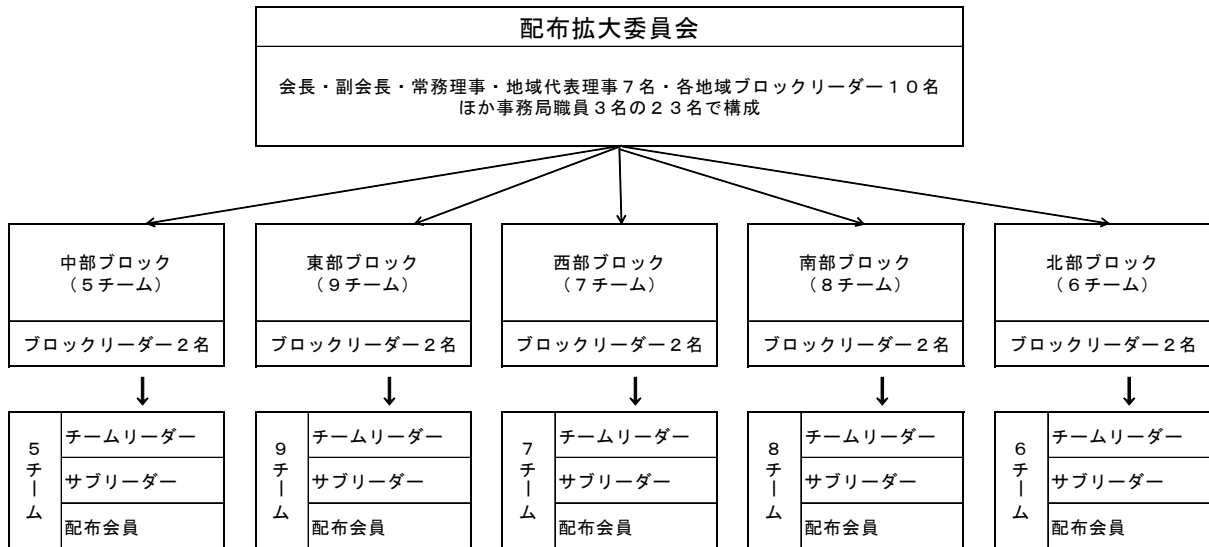 配布拡大委員会
会長・副会長・常務理事・地域代表理事７名・各地域ブロックリーダー１０名
ほか事務局職員３名の２３名で構成
中部ブロック
（５チーム）
ブロックリーダー２名
東部ブロック
（９チーム）
ブロックリーダー２名
西部ブロック
（７チーム）
ブロックリーダー２名
南部ブロック
（８チーム）
ブロックリーダー２名
北部ブロック
（６チーム）
ブロックリーダー２名
５チーム
チームリーダー
サブリーダー
配布会員
９チーム
チームリーダー
サブリーダー
配布会員
７チーム
チームリーダー
サブリーダー
配布会員
８チーム
チームリーダー
サブリーダー
配布会員
６チーム
チームリーダー
サブリーダー
配布会員